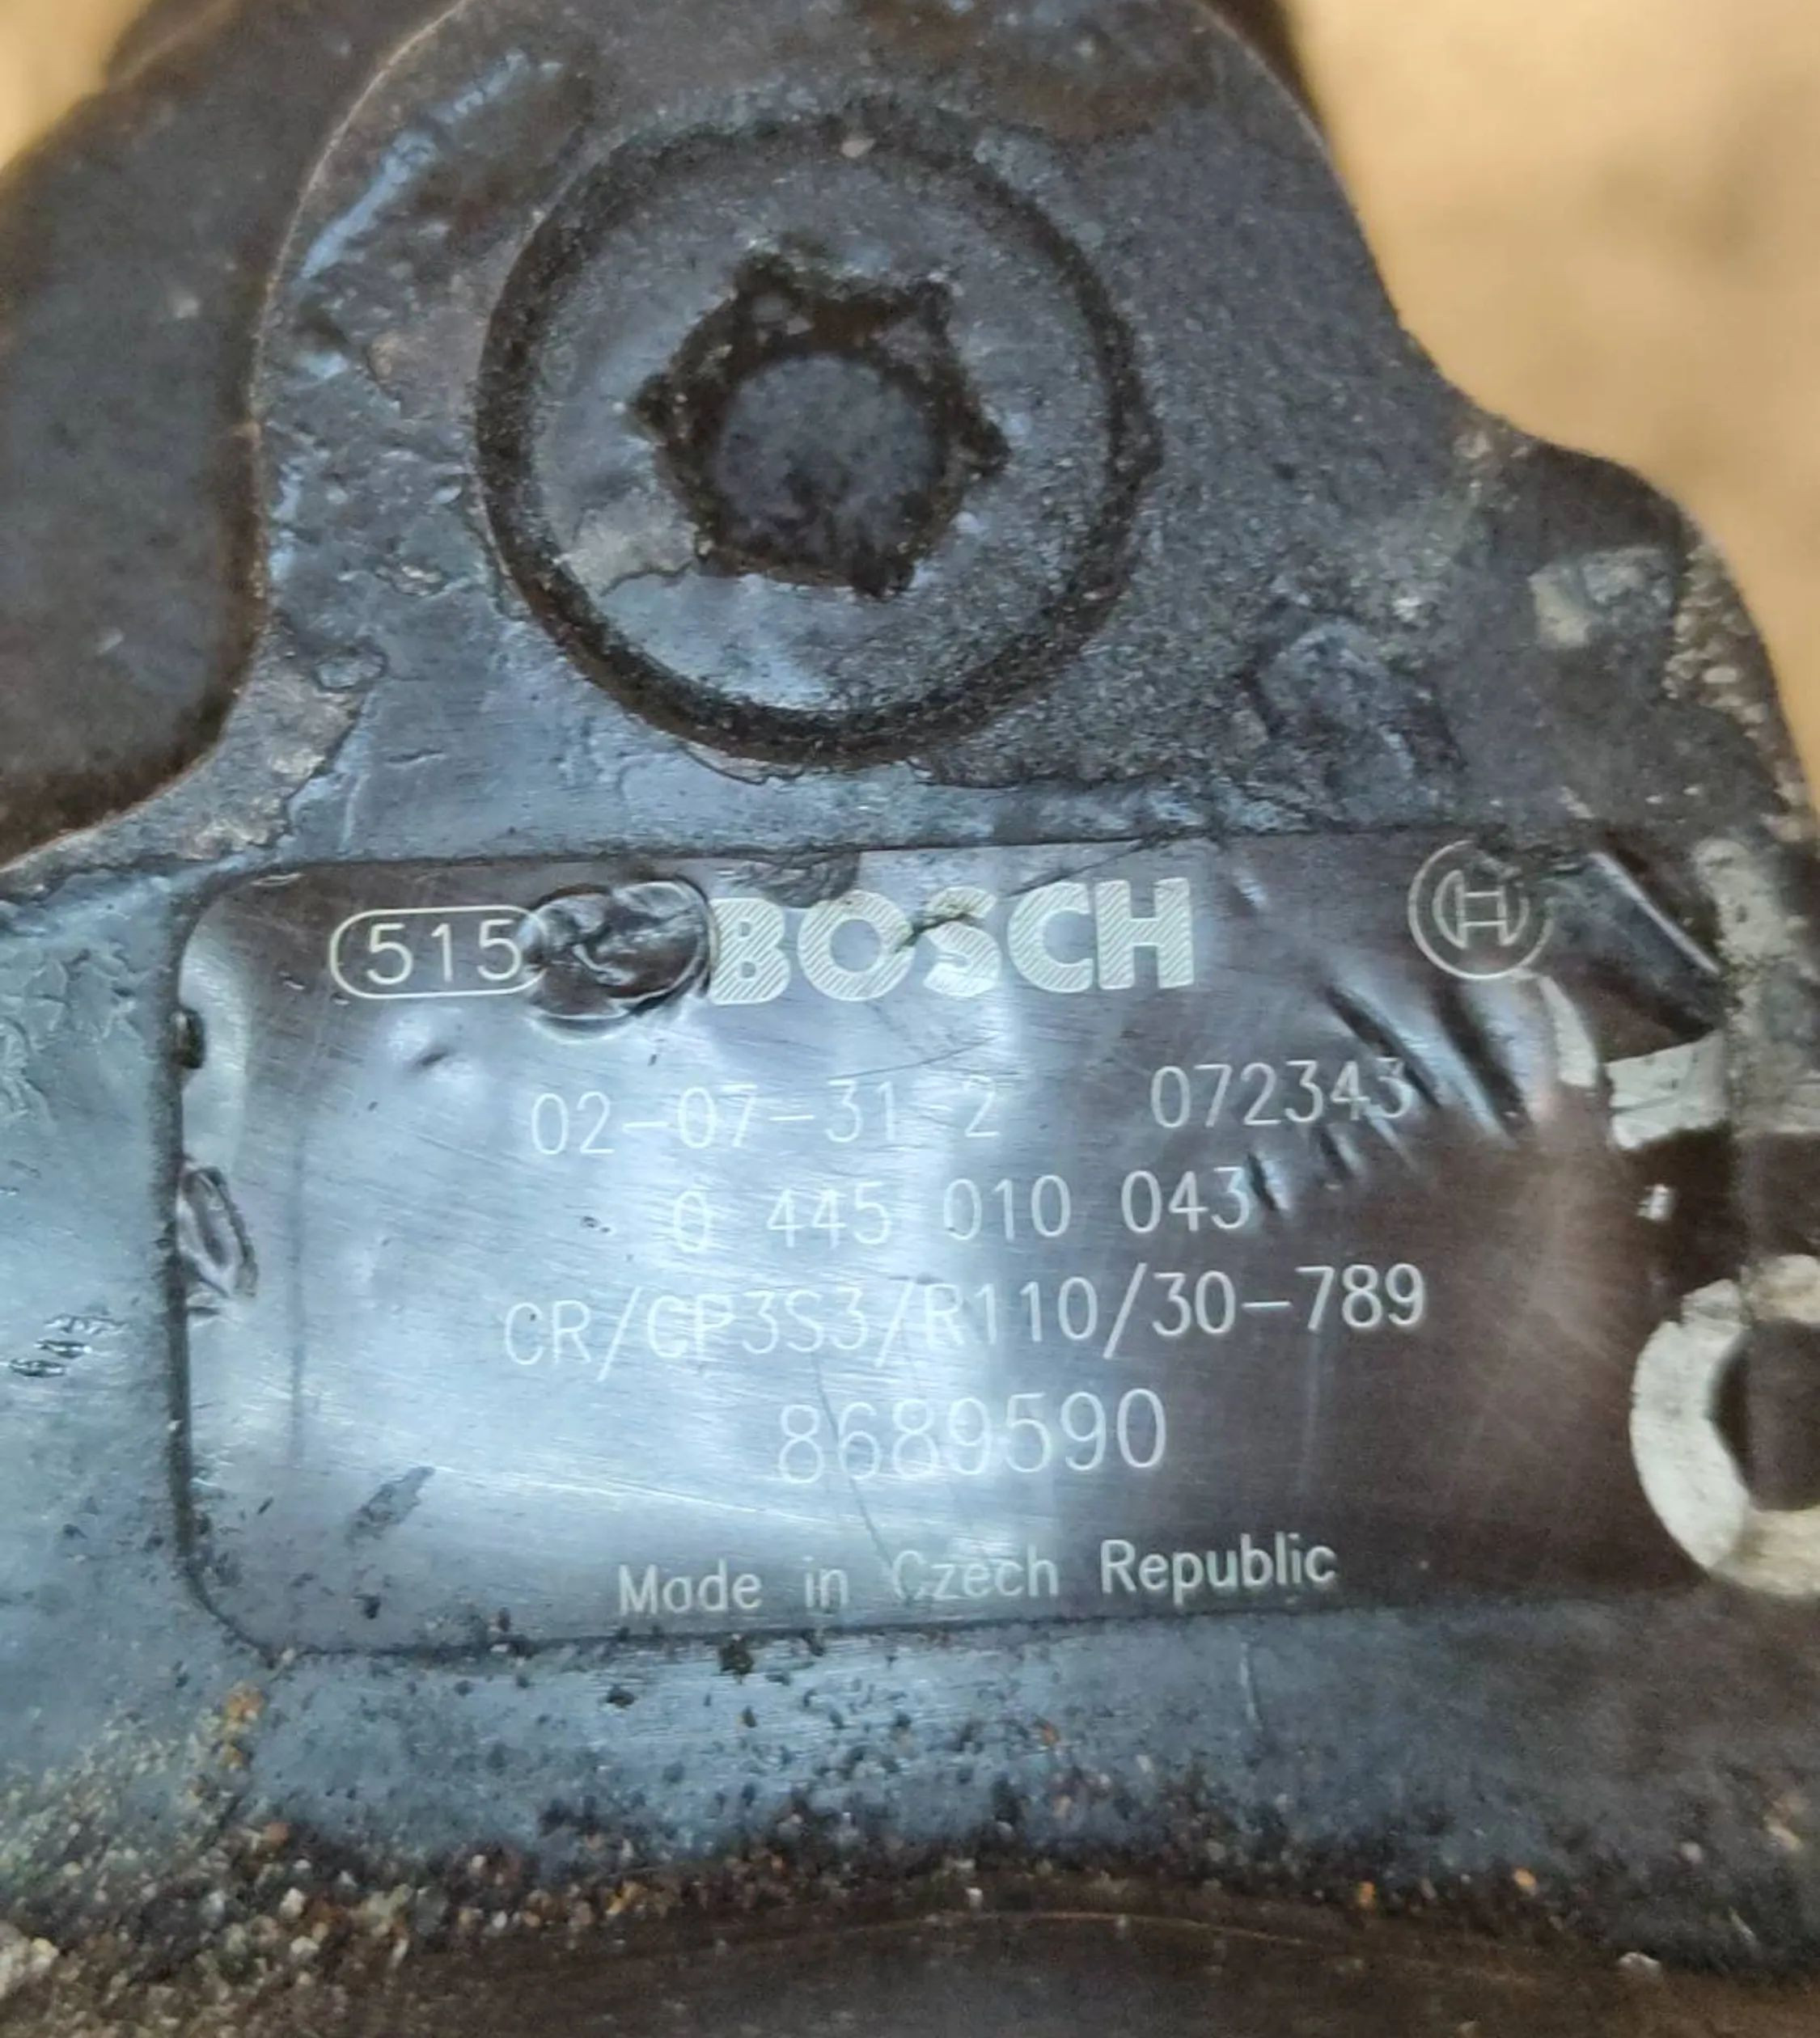 515 BOSCH
02-07-31 2 072343
0 445 010 043
CR/CP3S3/R110/30-789
8689590
Made in Czech Republic